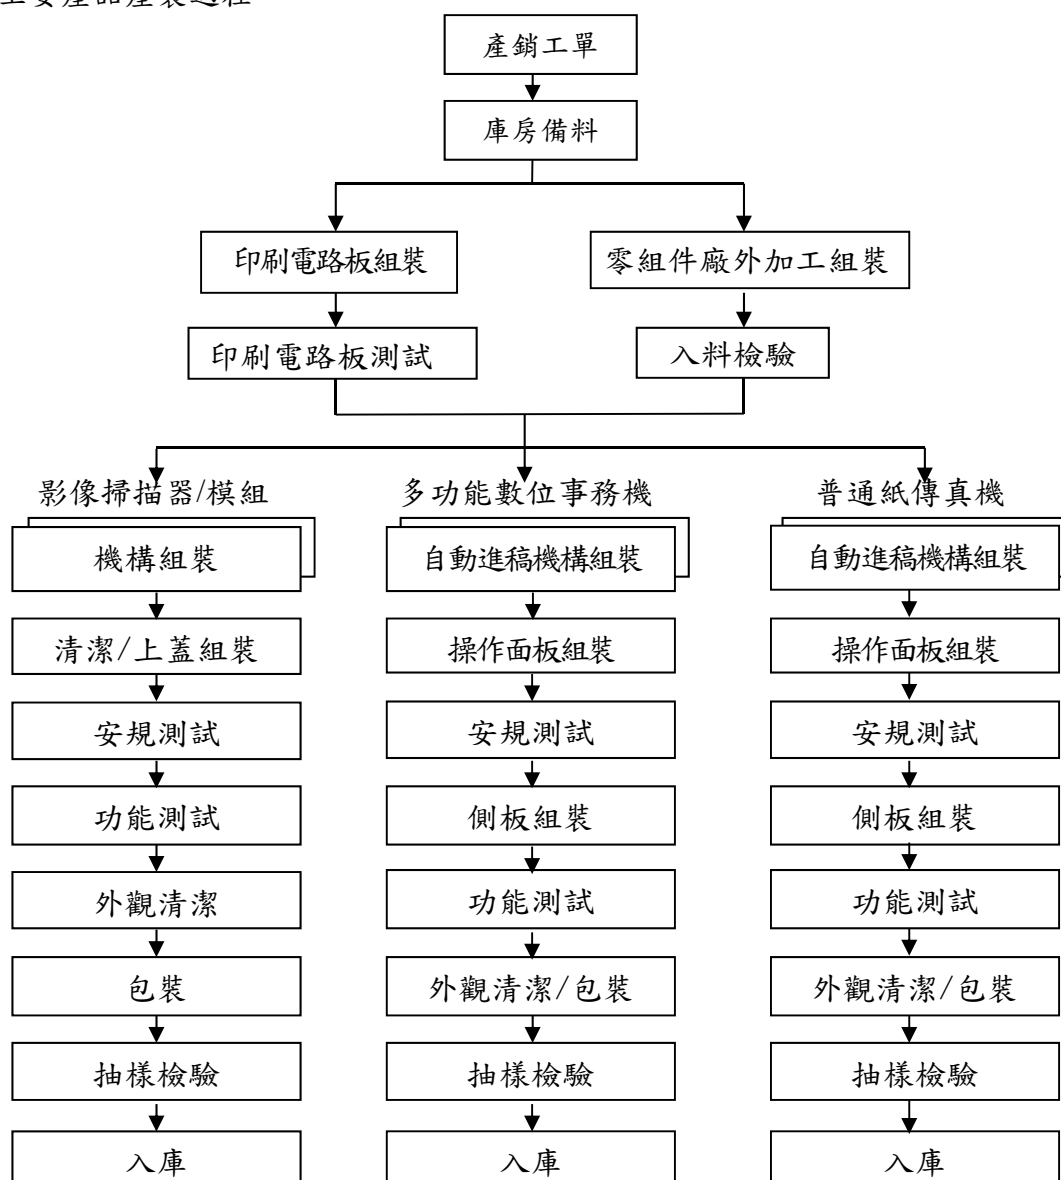 產銷工單
庫房備料
印刷電路板組裝
零組件廠外加工組裝
印刷電路板測試
入料檢驗
影像掃描器/模組
機構組裝
清潔/上蓋組裝
安規測試
功能測試
外觀清潔
包裝
抽樣檢驗
入庫
多功能數位事務機
自動進稿機構組裝
操作面板組裝
安規測試
側板組裝
功能測試
外觀清潔/包裝
抽樣檢驗
入庫
普通紙傳真機
自動進稿機構組裝
操作面板組裝
安規測試
側板組裝
功能測試
外觀清潔/包裝
抽樣檢驗
入庫